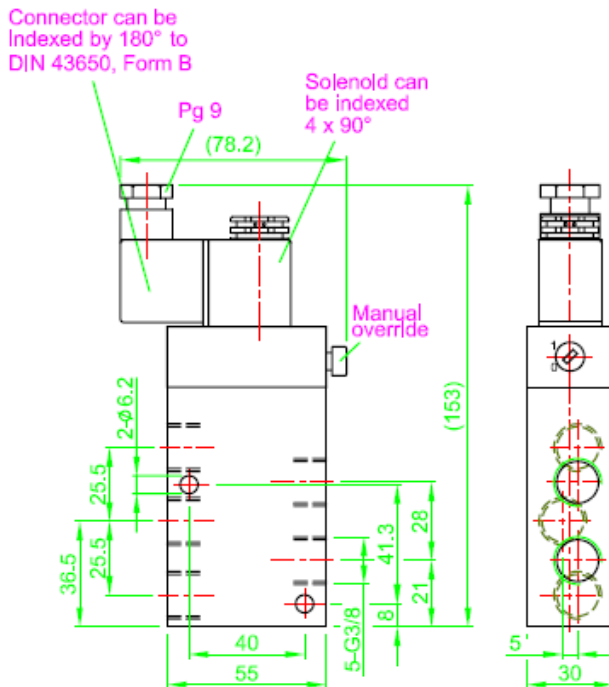 Connector can be
Indexed by 180° to
DIN 43650, Form B
Solenold can
be indexed
4 x 90°
Pg 9
(78.2)
Manual
override
1
0
(153)
2-ø6.2
25.5
25.5
36.5
41.3
28
21
8
5-G3/8
40
55
5
30